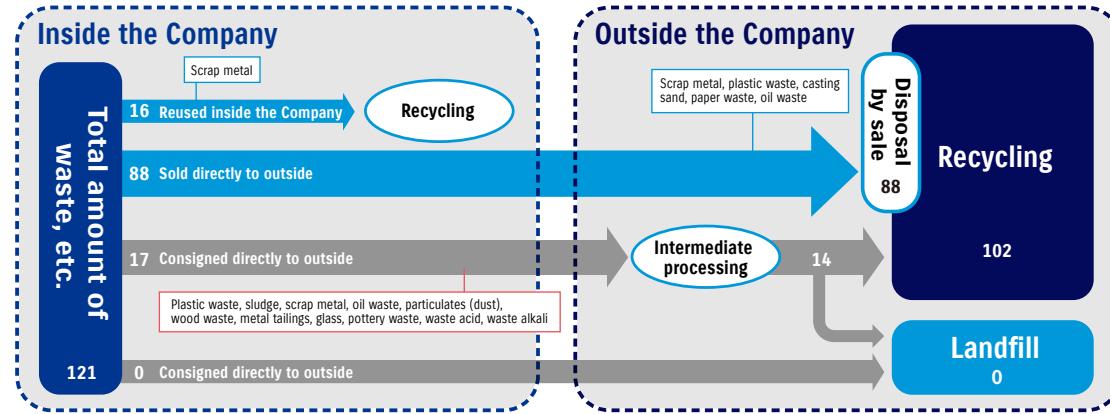 Inside the Company
Outside the Company
Scrap metal
16 Reused inside the Company
Recycling
Scrap metal, plastic waste, casting
sand, paper waste, oil waste
Total amount of
waste, etc.
121
88 Sold directly to outside
Disposal
by sale
88
Recycling
102
17 Consigned directly to outside
Intermediate
processing
14
Plastic waste, sludge, scrap metal, oil waste, particulates (dust),
wood waste, metal tailings, glass, pottery waste, waste acid, waste alkali
0 Consigned directly to outside
Landfill
0